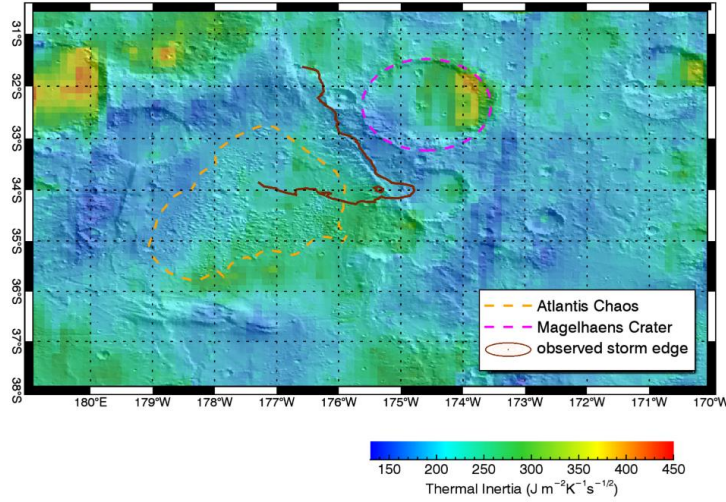 31°S
32°S
33°S
34°S
35°S
36°S
37°S
38°S
Atlantis Chaos
Magelhaens Crater
observed storm edge
180°E 179°W 178°W 177°W 176°W 175°W 174°W 173°W 172°W 171°W 170°W
150 200 250 300 350 400 450
Thermal Inertia (J m⁻²K⁻¹s⁻¹/²)